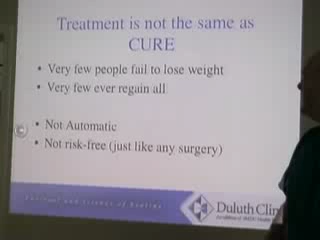 Treatment is not the same as
CURE
• Very few people fail to lose weight
• Very few ever regain all
• Not Automatic
• Not risk-free (just like any surgery)
©
Duluth Clin